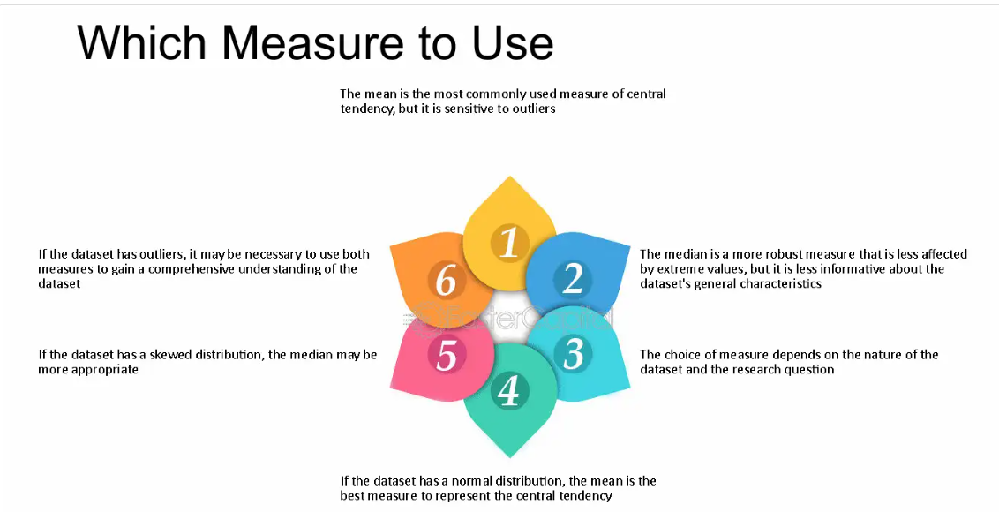 Which Measure to Use
The mean is the most commonly used measure of central
tendency, but it is sensitive to outliers
1
2
The median is a more robust measure that is less affected
by extreme values, but it is less informative about the
dataset's general characteristics
3
The choice of measure depends on the nature of the
dataset and the research question
4
If the dataset has a normal distribution, the mean is the
best measure to represent the central tendency
5
If the dataset has a skewed distribution, the median may be
more appropriate
6
If the dataset has outliers, it may be necessary to use both
measures to gain a comprehensive understanding of the
dataset
FasterCapital